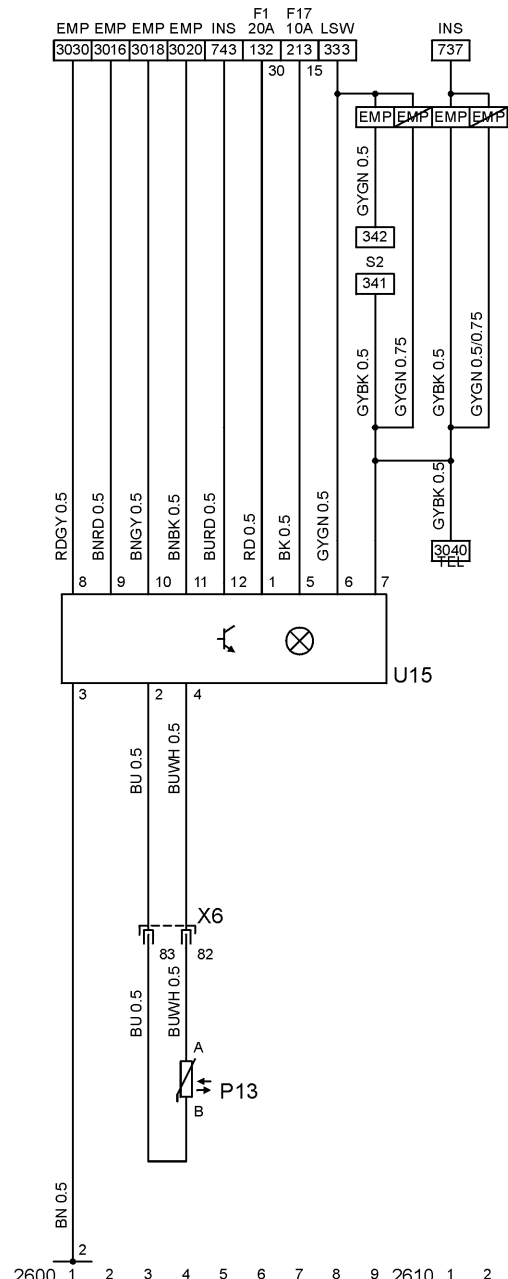 F1 F17
EMP EMP EMP EMP INS 20A 10A LSW INS
3030 3016 3018 3020 743 132 213 333 737
30 15
EMP EMP EMP EMP
GYGN 0.5
342
S2
341
GYBK 0.5
GYGN 0.75
GYBK 0.5
GYGN 0.5/0.75
RDGY 0.5
BNRD 0.5
BNGY 0.5
BNBK 0.5
BURD 0.5
RD 0.5
BK 0.5
GYGN 0.5
GYBK 0.5
3040
TEL
8 9 10 11 12 1 5 6 7
U15
3 2 4
BU 0.5
BUWH 0.5
X6
83 82
BU 0.5
BUWH 0.5
A
P13
B
BN 0.5
2
2600 1 2 3 4 5 6 7 8 9 2610 1 2